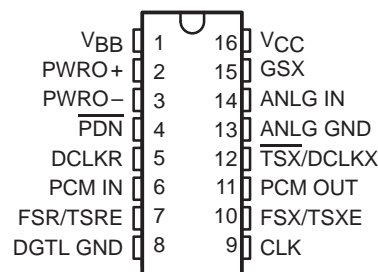 VBB 1 16 VCC
PWRO+ 2 15 GSX
PWRO– 3 14 ANLG IN
PDN 4 13 ANLG GND
DCLKR 5 12 TSX/DCLKX
PCM IN 6 11 PCM OUT
FSR/TSRE 7 10 FSX/TSXE
DGTL GND 8 9 CLK